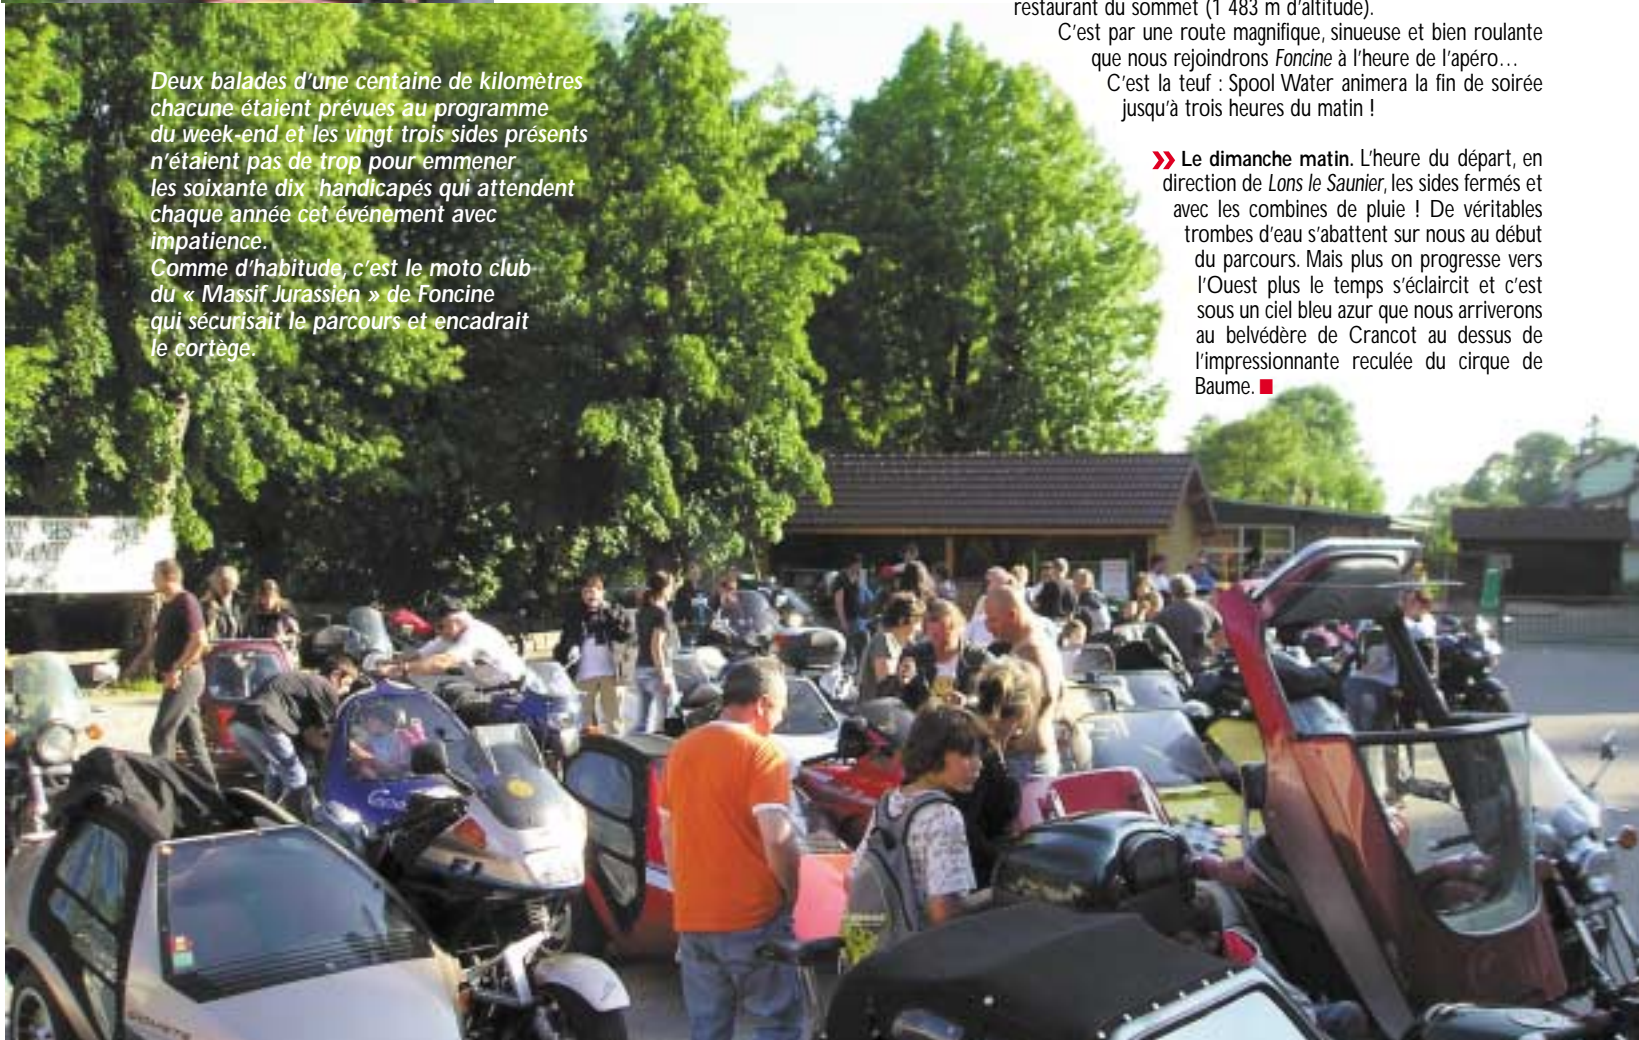 Deux balades d'une centaine de kilomètres
chacune étaient prévues au programme
du week-end et les vingt trois sides présents
n'étaient pas de trop pour emmener
les soixante dix handicapés qui attendent
chaque année cet événement avec
impatience.
Comme d'habitude, c'est le moto club
du « Massif Jurassien » de Foncine
qui sécurisait le parcours et encadrait
le cortège.
restaurant du sommet (1 483 m d'altitude).
C'est par une route magnifique, sinueuse et bien roulante
que nous rejoindrons Foncine à l'heure de l'apéro…
C'est la teuf : Spool Water animera la fin de soirée
jusqu'à trois heures du matin !
» Le dimanche matin. L'heure du départ, en
direction de Lons le Saunier, les sides fermés et
avec les combines de pluie ! De véritables
trombes d'eau s'abattent sur nous au début
du parcours. Mais plus on progresse vers
l'Ouest plus le temps s'éclaircit et c'est
sous un ciel bleu azur que nous arriverons
au belvédère de Crancot au dessus de
l'impressionnante reculée du cirque de
Baume. ■